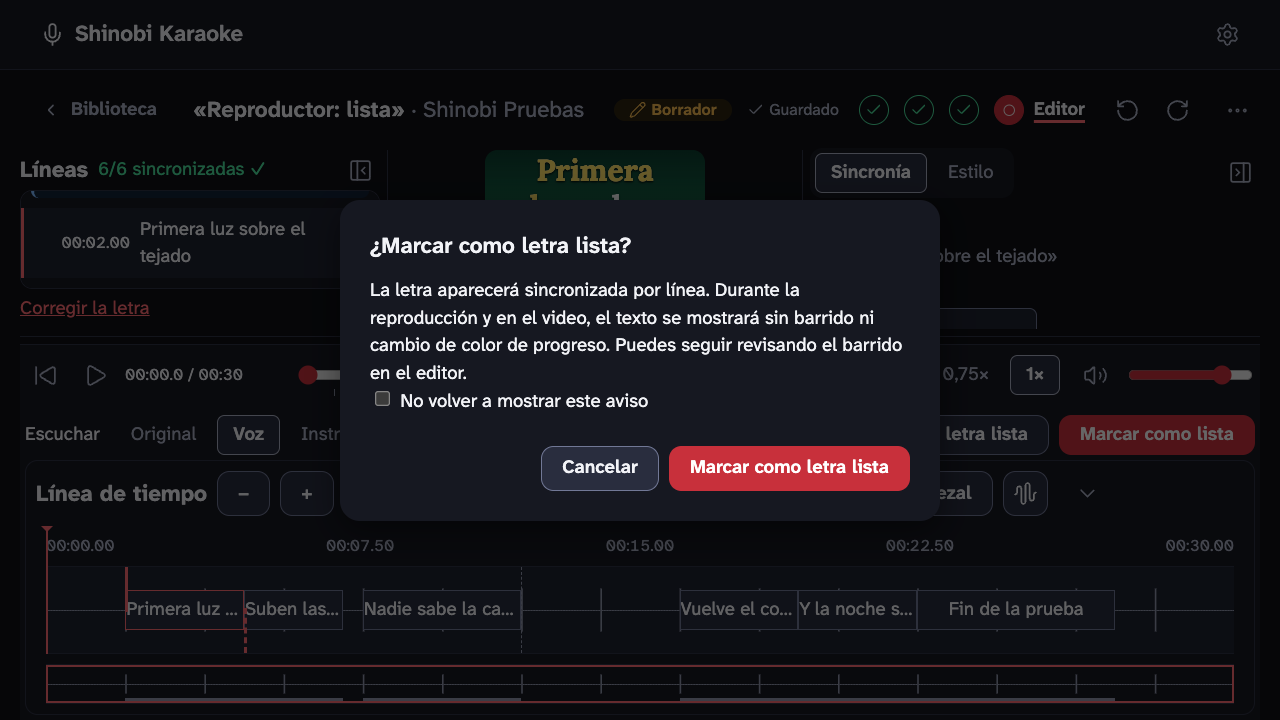 Shinobi Karaoke
Biblioteca
«Reproductor: lista» · Shinobi Pruebas
Borrador
Guardado
Editor
Líneas 6/6 sincronizadas
Primera
Sincronía
Estilo
00:02.00
Primera luz sobre el
tejado
Corregir la letra
obre el tejado»
¿Marcar como letra lista?
La letra aparecerá sincronizada por línea. Durante la
reproducción y en el video, el texto se mostrará sin barrido ni
cambio de color de progreso. Puedes seguir revisando el barrido
en el editor.
No volver a mostrar este aviso
Cancelar
Marcar como letra lista
00:00.0 / 00:30
0,75×
1×
Escuchar
Original
Voz
Instr
letra lista
Marcar como lista
Línea de tiempo
−
+
ezal
00:00.00
00:07.50
00:15.00
00:22.50
00:30.00
Primera luz ...
Suben las...
Nadie sabe la ca...
Vuelve el co...
Y la noche s...
Fin de la prueba